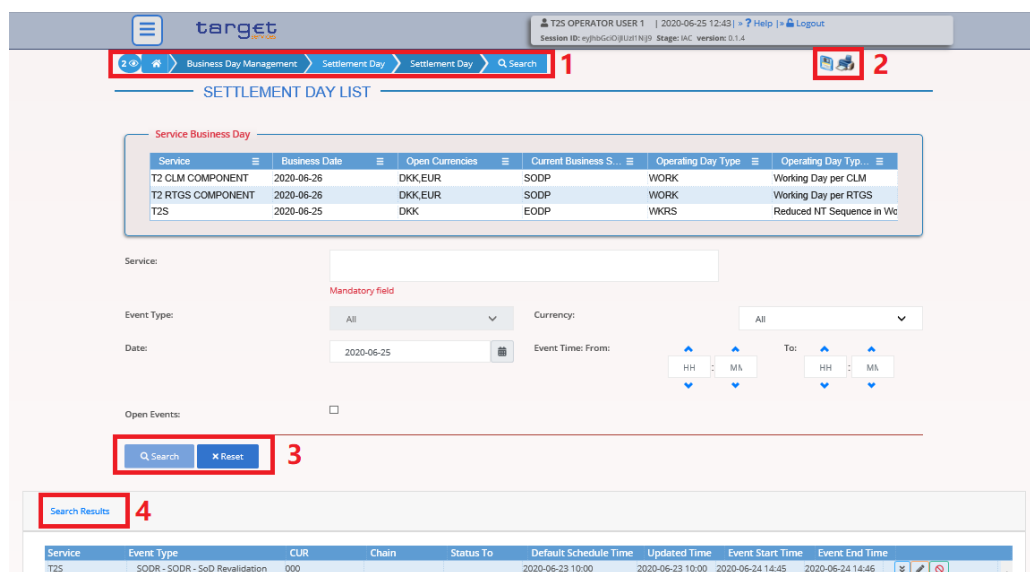 target
T2S OPERATOR USER 1 | 2020-06-25 12:43| » ? Help |» Logout
Stage: IAC version: 0.1.4
Session ID:
2 Business Day Management Settlement Day Settlement Day Search 1
2
SETTLEMENT DAY LIST
Service Business Day
Service Business Date Open Currencies Current Business S... Operating Day Type Operating Day Typ...
T2 CLM COMPONENT 2020-06-26 DKK,EUR SODP WORK Working Day per CLM
T2 RTGS COMPONENT 2020-06-26 DKK,EUR SODP WORK Working Day per RTGS
T2S 2020-06-25 DKK EODP WKRS Reduced NT Sequence in Wo
Service:
Mandatory field
Event Type: All Currency: All
Date: 2020-06-25 Event Time: From: HH : MM To: HH : MM
Open Events:
Search Reset 3
Search Results 4
Service Event Type CUR Chain Status To Default Schedule Time Updated Time Event Start Time Event End Time
T2S SODR - SODR - SoD Revalidation 000 2020-06-23 10:00 2020-06-23 10:00 2020-06-24 14:45 2020-06-24 14:46